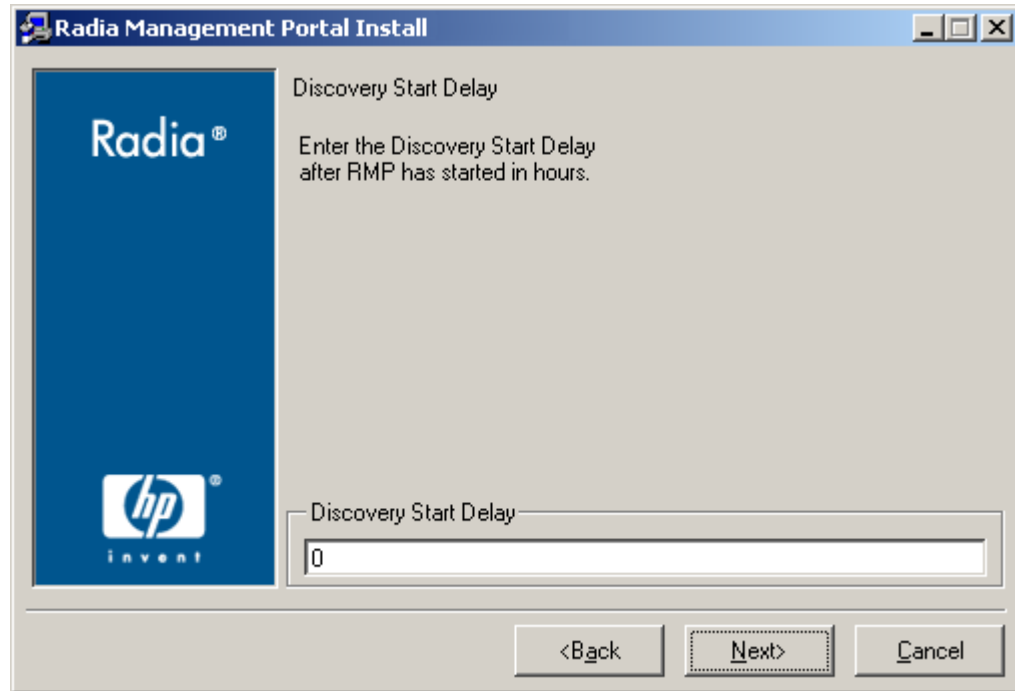 Radia Management Portal Install
Radia®
Discovery Start Delay
Enter the Discovery Start Delay
after RMP has started in hours.
hp®
invent
Discovery Start Delay
0
<Back
Next>
Cancel